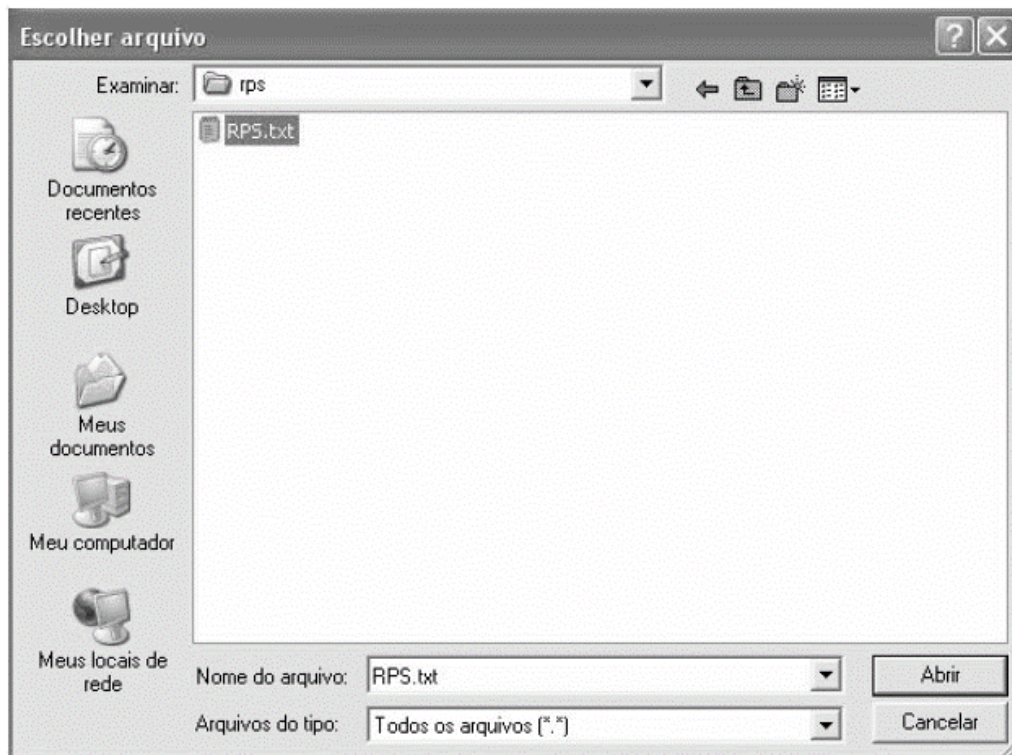 Escolher arquivo
Examinar:
rps
RPS.txt
Documentos
recentes
Desktop
Meus
documentos
Meu computador
Meus locais de
rede
Nome do arquivo:
RPS.txt
Abrir
Arquivos do tipo:
Todos os arquivos (*.*)
Cancelar